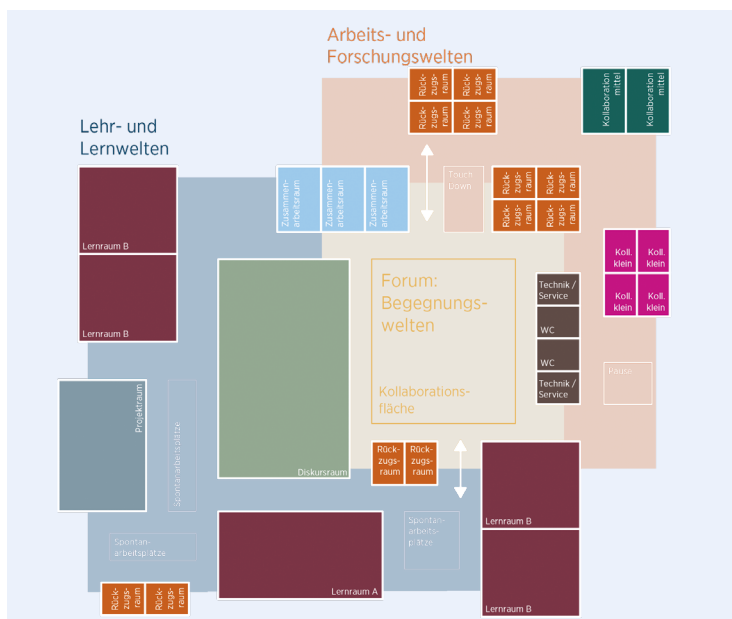 Arbeits- und
Forschungswelten
Lehr- und
Lernwelten
Rück-
zugs-
raum
Rück-
zugs-
raum
Rück-
zugs-
raum
Rück-
zugs-
raum
Kollaboration
mittel
Kollaboration
mittel
Zusammen-
arbeitsraum
Zusammen-
arbeitsraum
Zusammen-
arbeitsraum
Touch
Down
Rück-
zugs-
raum
Rück-
zugs-
raum
Rück-
zugs-
raum
Rück-
zugs-
raum
Lernraum B
Lernraum B
Koll.
klein
Koll.
klein
Koll.
klein
Koll.
klein
Forum:
Begegnungs-
welten
Kollaborations-
fläche
Technik /
Service
WC
WC
Technik /
Service
Pause
Projektraum
Spontanarbeitsplätze
Diskursraum
Rück-
zugs-
raum
Rück-
zugs-
raum
Spontan-
arbeitsplätze
Spontan-
arbeits-
plätze
Lernraum B
Lernraum A
Lernraum B
Rück-
zugs-
raum
Rück-
zugs-
raum